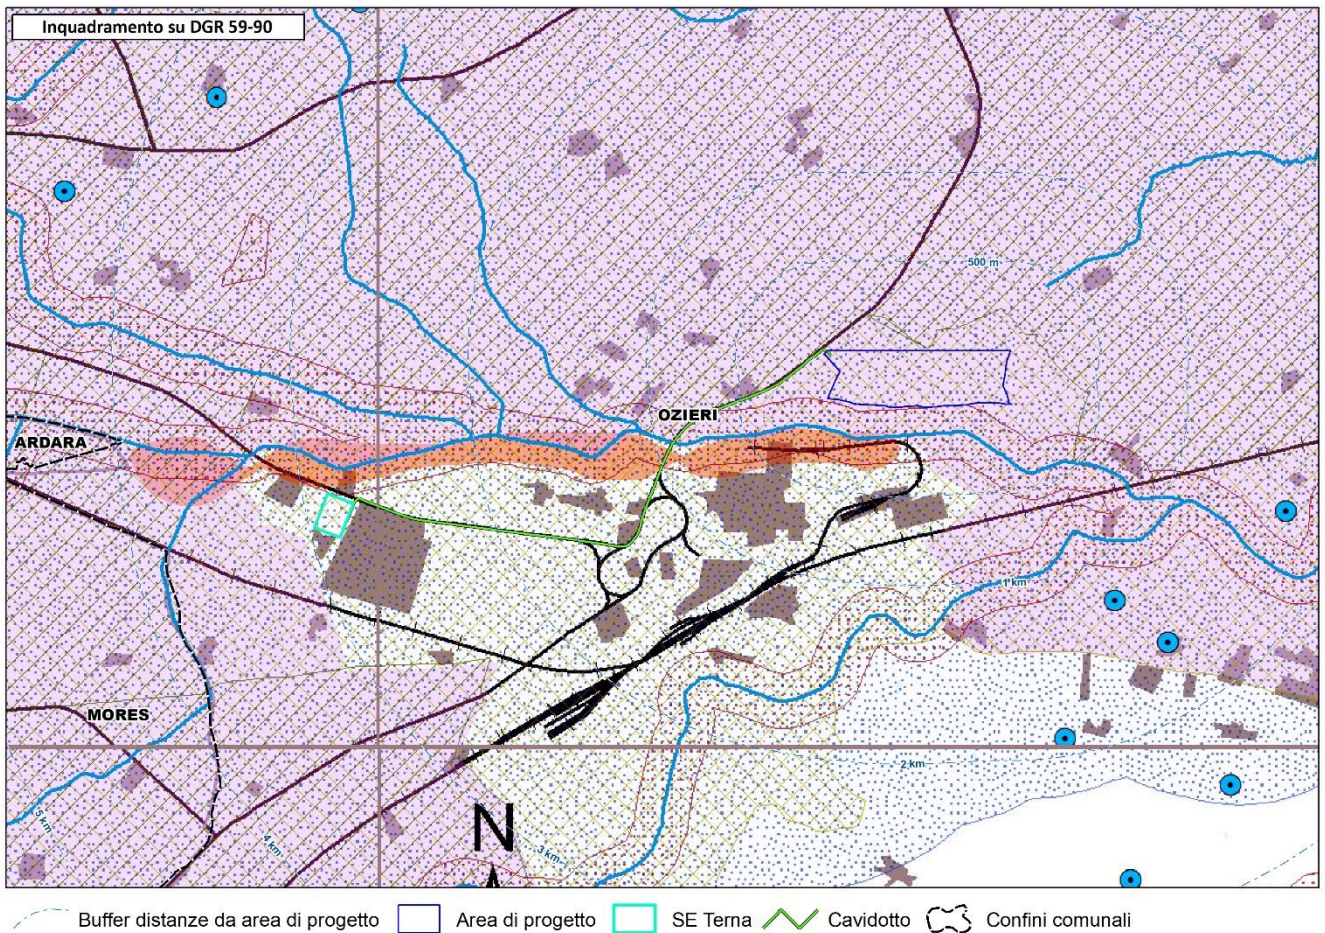 Inquadramento su DGR 59-90
500 m
OZIERI
ARDARA
1 km
MORES
2 km
5 km
4 km
N
3 km
Buffer distanze da area di progetto
Area di progetto
SE Terna
Cavidotto
Confini comunali